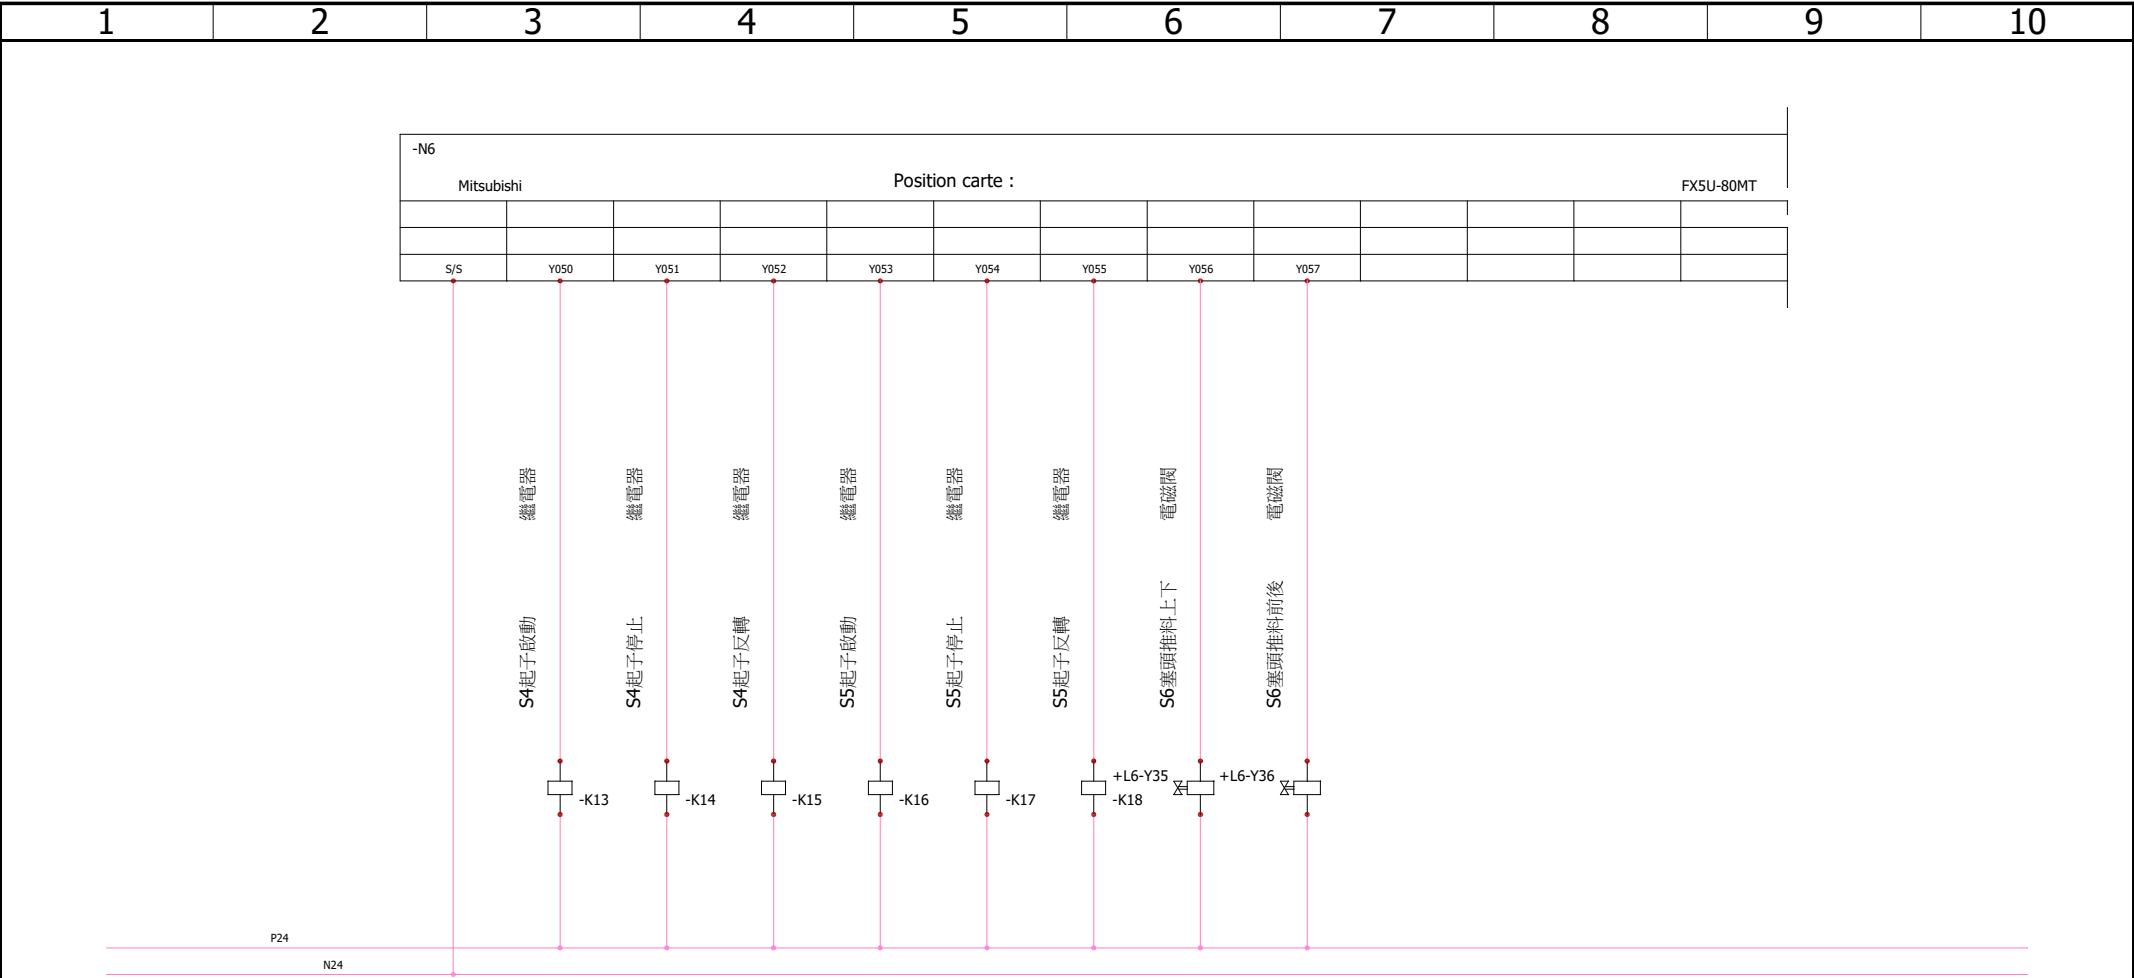 1 2 3 4 5 6 7 8 9 10
-N6
Mitsubishi Position carte : FX5U-80MT
S/S Y050 Y051 Y052 Y053 Y054 Y055 Y056 Y057
S4起子啟動 繼電器
S4起子停止 繼電器
S4起子反轉 繼電器
S5起子啟動 繼電器
S5起子停止 繼電器
S5起子反轉 繼電器
S6塞頭推料上下 電磁閥
S6塞頭推料前後 電磁閥
+L6-Y35 +L6-Y36
-K13 -K14 -K15 -K16 -K17 -K18
P24
N24